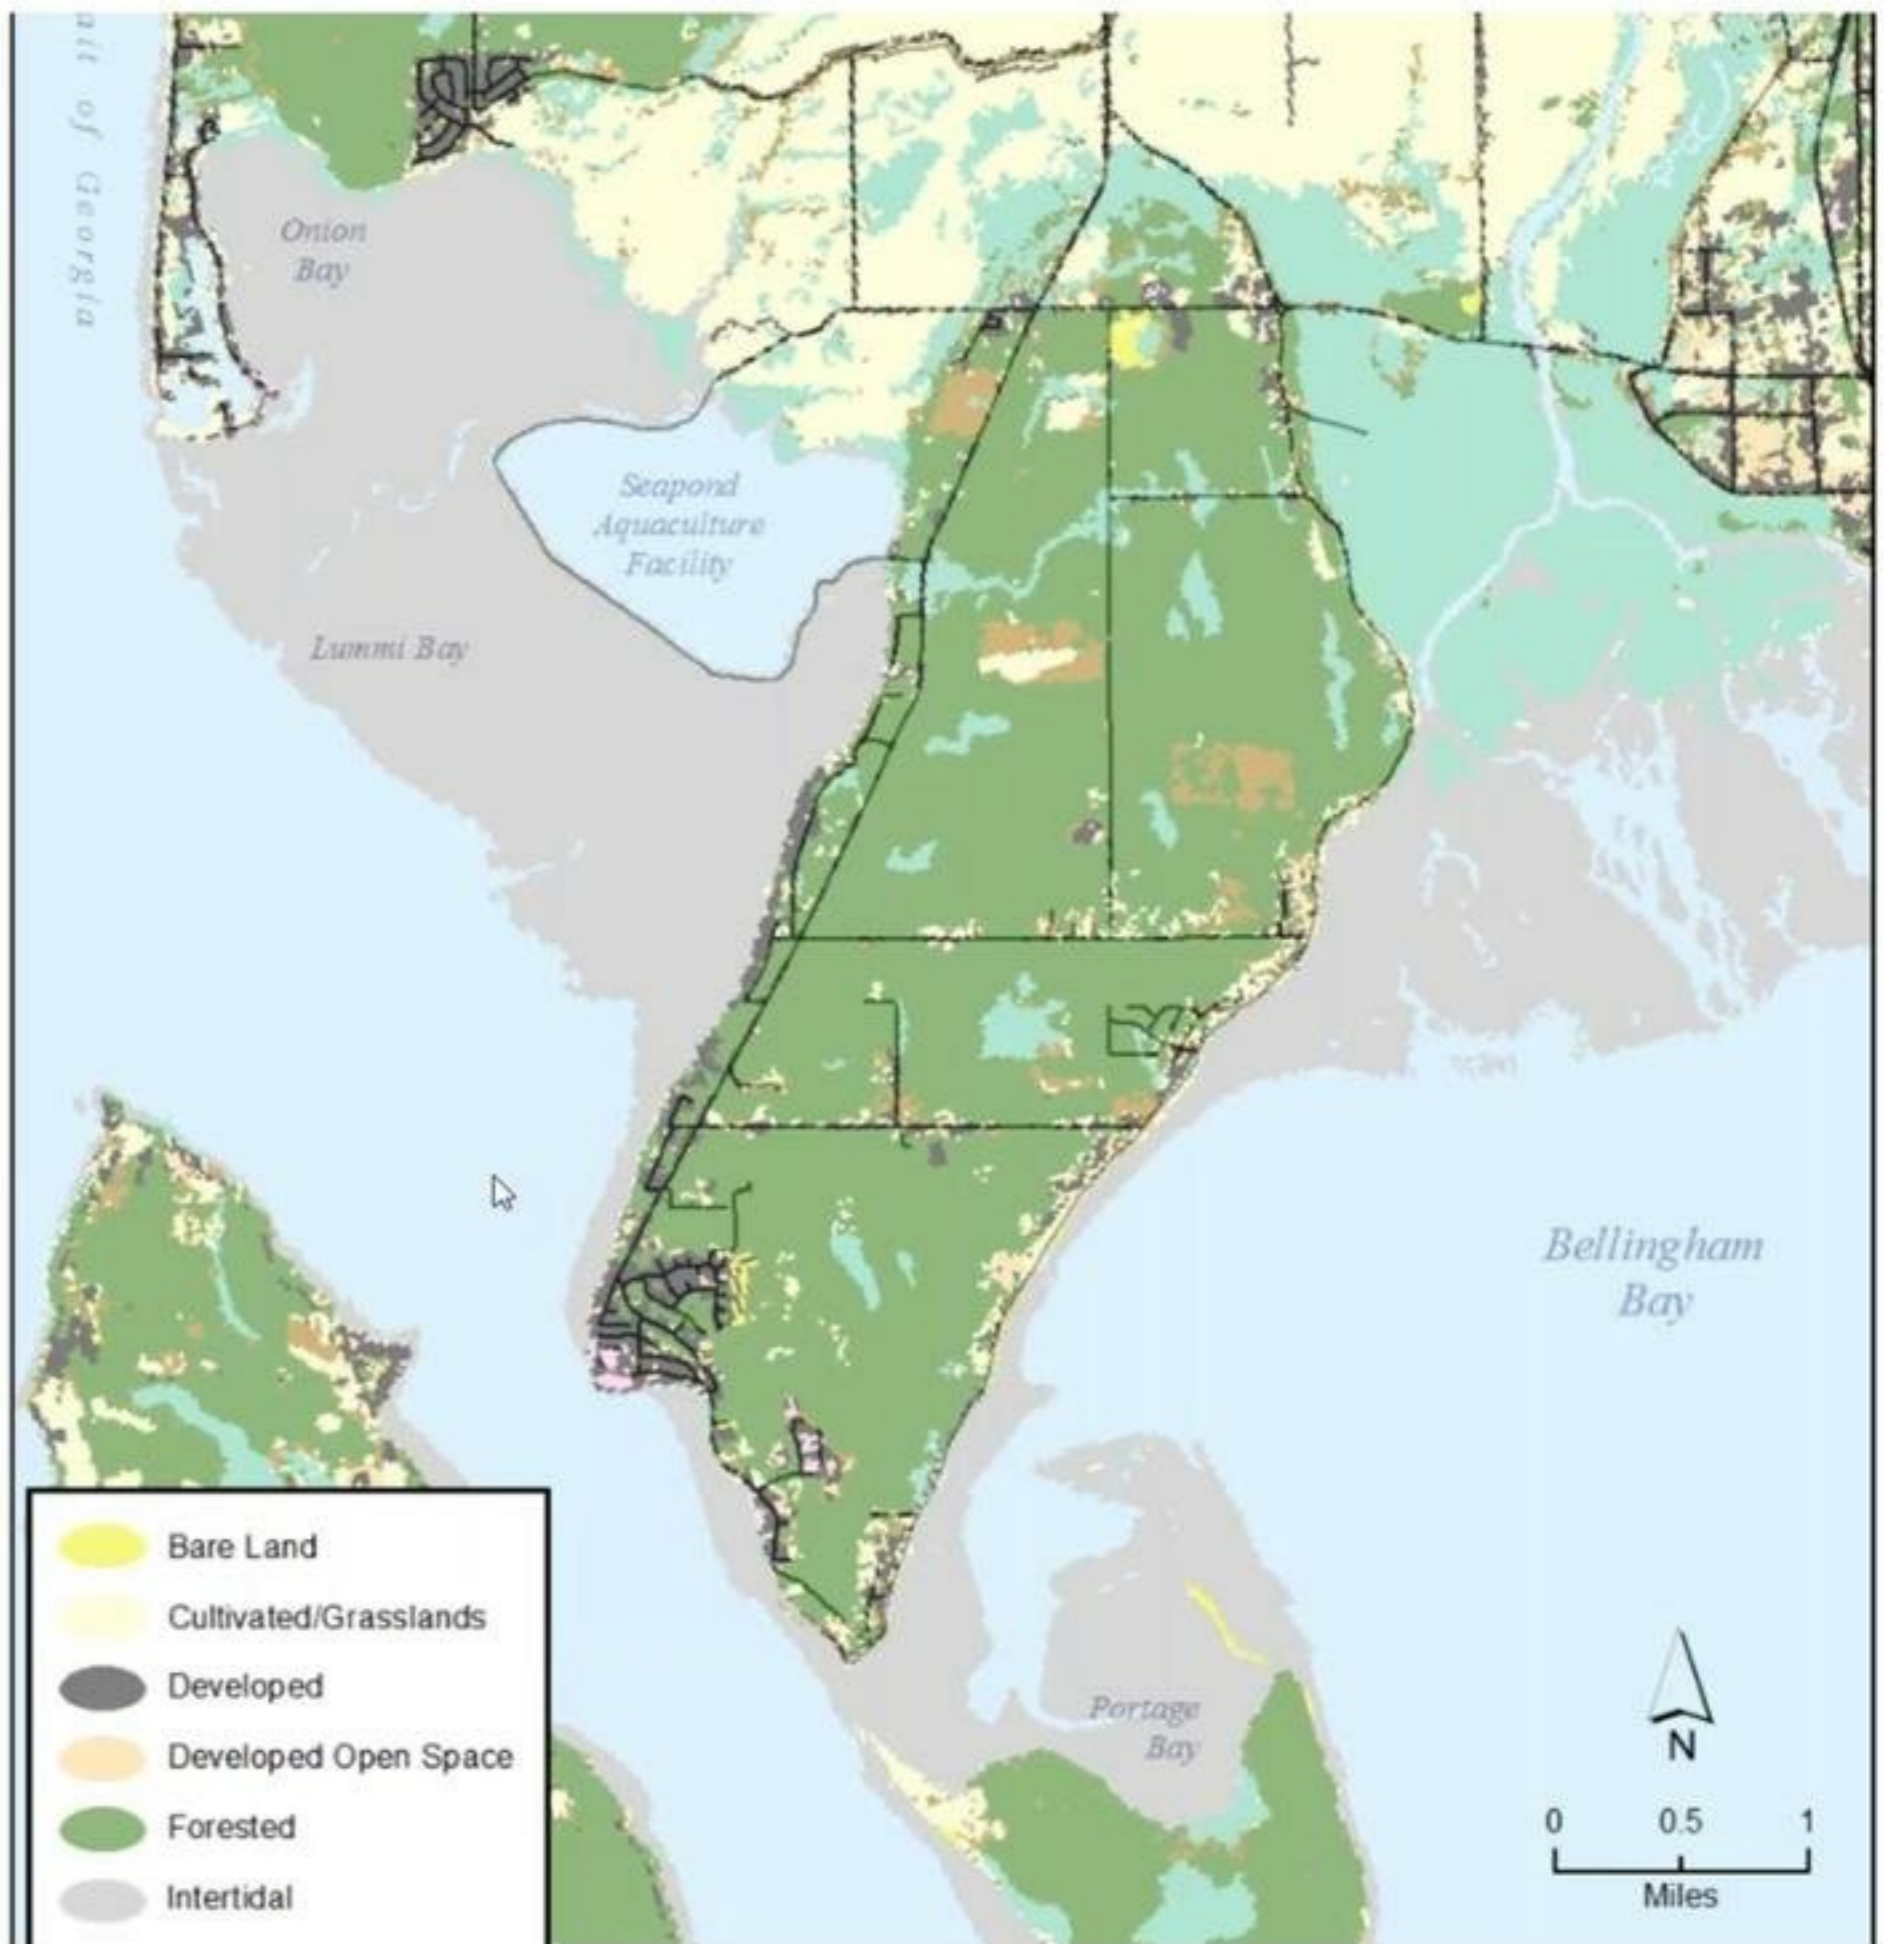 ait of Georgia
Onion
Bay
Seapond
Aquaculture
Facility
Lummi Bay
Bellingham
Bay
Portage
Bay
Bare Land
Cultivated/Grasslands
Developed
Developed Open Space
Forested
Intertidal
N
0 0.5 1
Miles